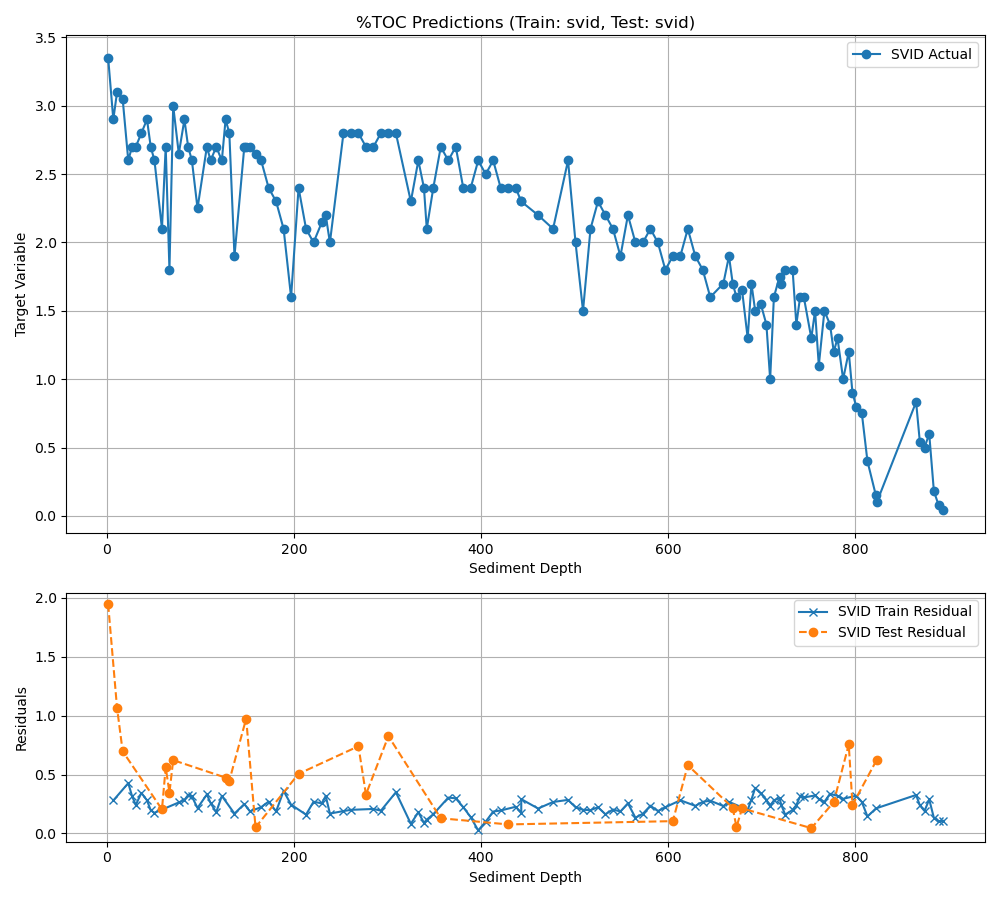 %TOC Predictions (Train: svid, Test: svid)
SVID Actual
Target Variable
3.5
3.0
2.5
2.0
1.5
1.0
0.5
0.0
0 200 400 600 800
Sediment Depth
SVID Train Residual
SVID Test Residual
Residuals
2.0
1.5
1.0
0.5
0.0
0 200 400 600 800
Sediment Depth